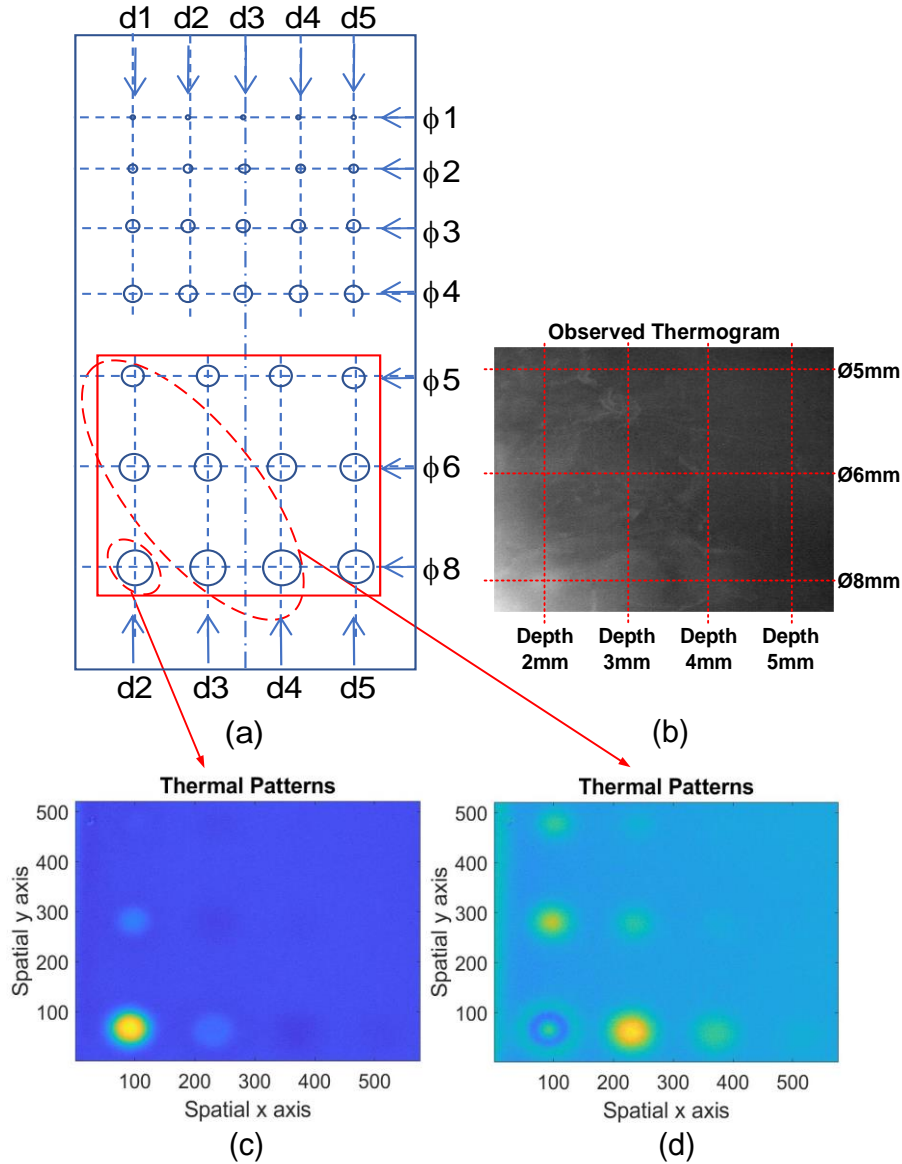 d1 d2 d3 d4 d5
ϕ1
ϕ2
ϕ3
ϕ4
ϕ5
ϕ6
ϕ8
d2 d3 d4 d5
(a)
Observed Thermogram
Ø5mm
Ø6mm
Ø8mm
Depth Depth Depth Depth
2mm 3mm 4mm 5mm
(b)
Thermal Patterns
500
400
300
200
100
Spatial y axis
100 200 300 400 500
Spatial x axis
(c)
Thermal Patterns
500
400
300
200
100
Spatial y axis
100 200 300 400 500
Spatial x axis
(d)